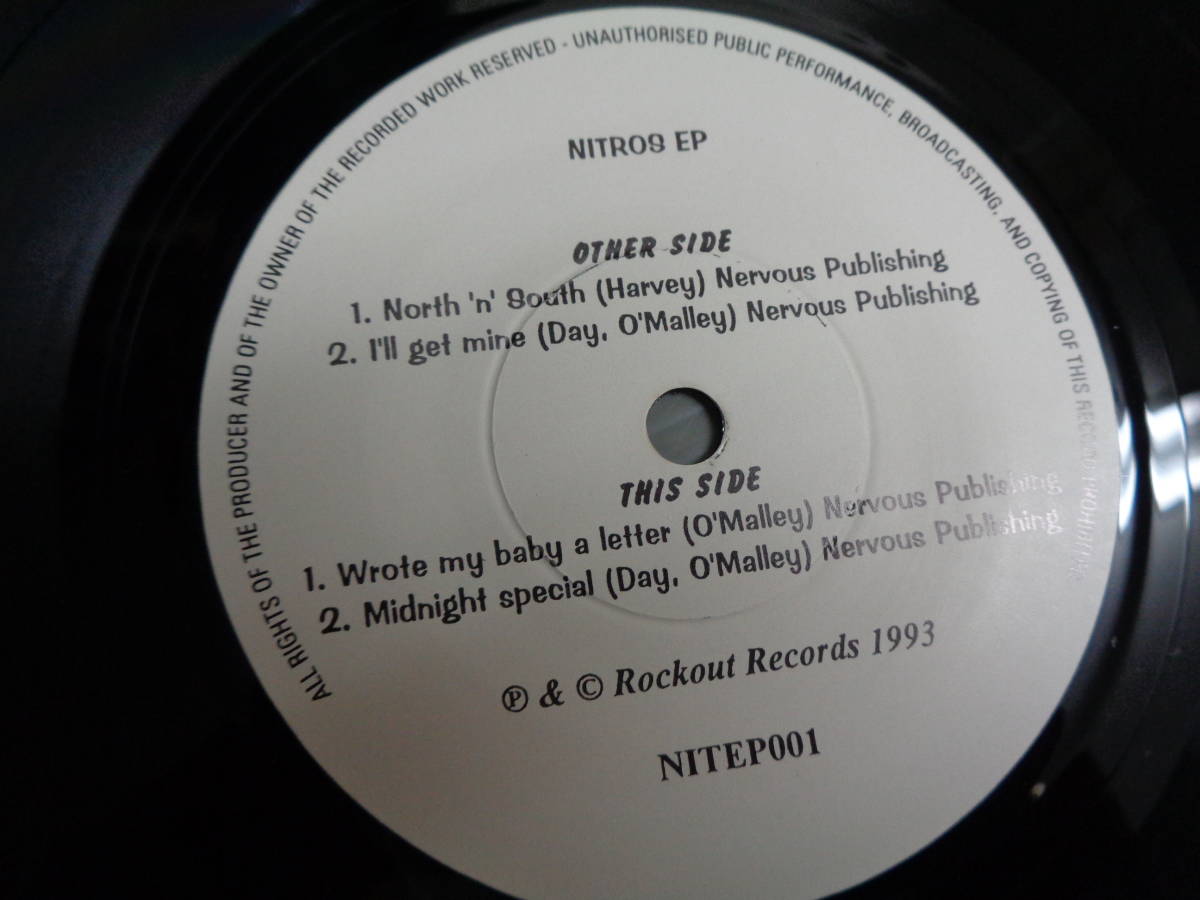 ALL RIGHTS OF THE PRODUCER AND OF THE OWNER OF THE RECORDED WORK RESERVED - UNAUTHORISED PUBLIC PERFORMANCE, BROADCASTING, AND COPYING OF THIS RECORD PROHIBITED
NITROS EP
OTHER SIDE
1. North 'n' South (Harvey) Nervous Publishing
2. I'll get mine (Day, O'Malley) Nervous Publishing
THIS SIDE
1. Wrote my baby a letter (O'Malley) Nervous Publishing
2. Midnight special (Day, O'Malley) Nervous Publishing
℗ & © Rockout Records 1993
NITEP001